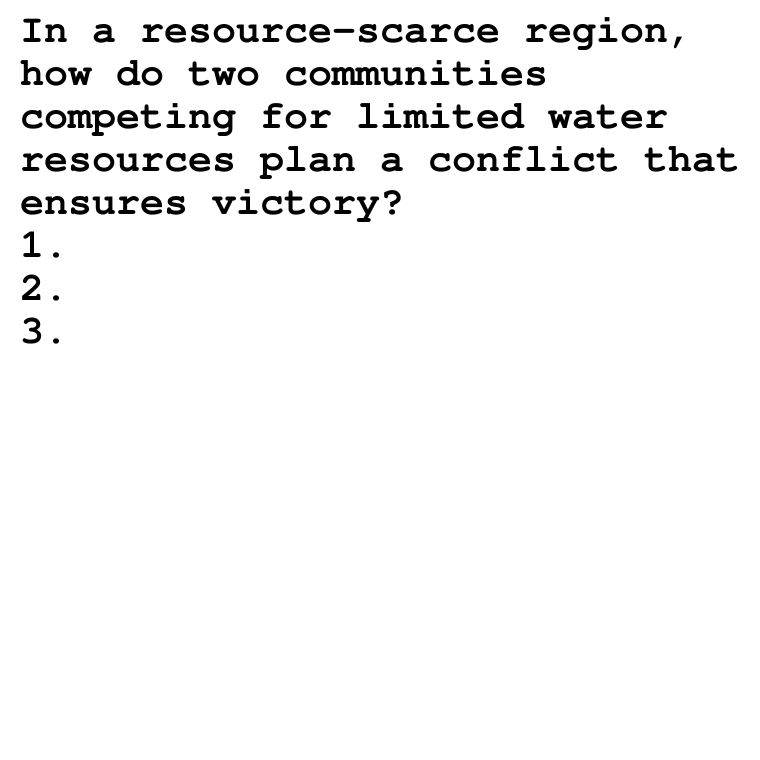 In a resource-scarce region,
how do two communities
competing for limited water
resources plan a conflict that
ensures victory?
1.
2.
3.